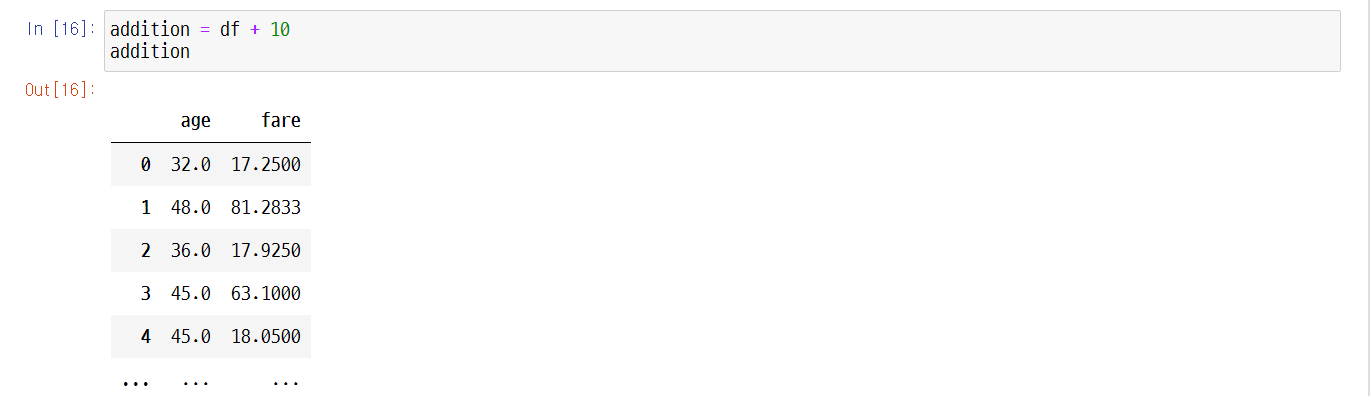 In [16]: addition = df + 10
addition
Out[16]:
age fare
0 32.0 17.2500
1 48.0 81.2833
2 36.0 17.9250
3 45.0 63.1000
4 45.0 18.0500
... ... ...